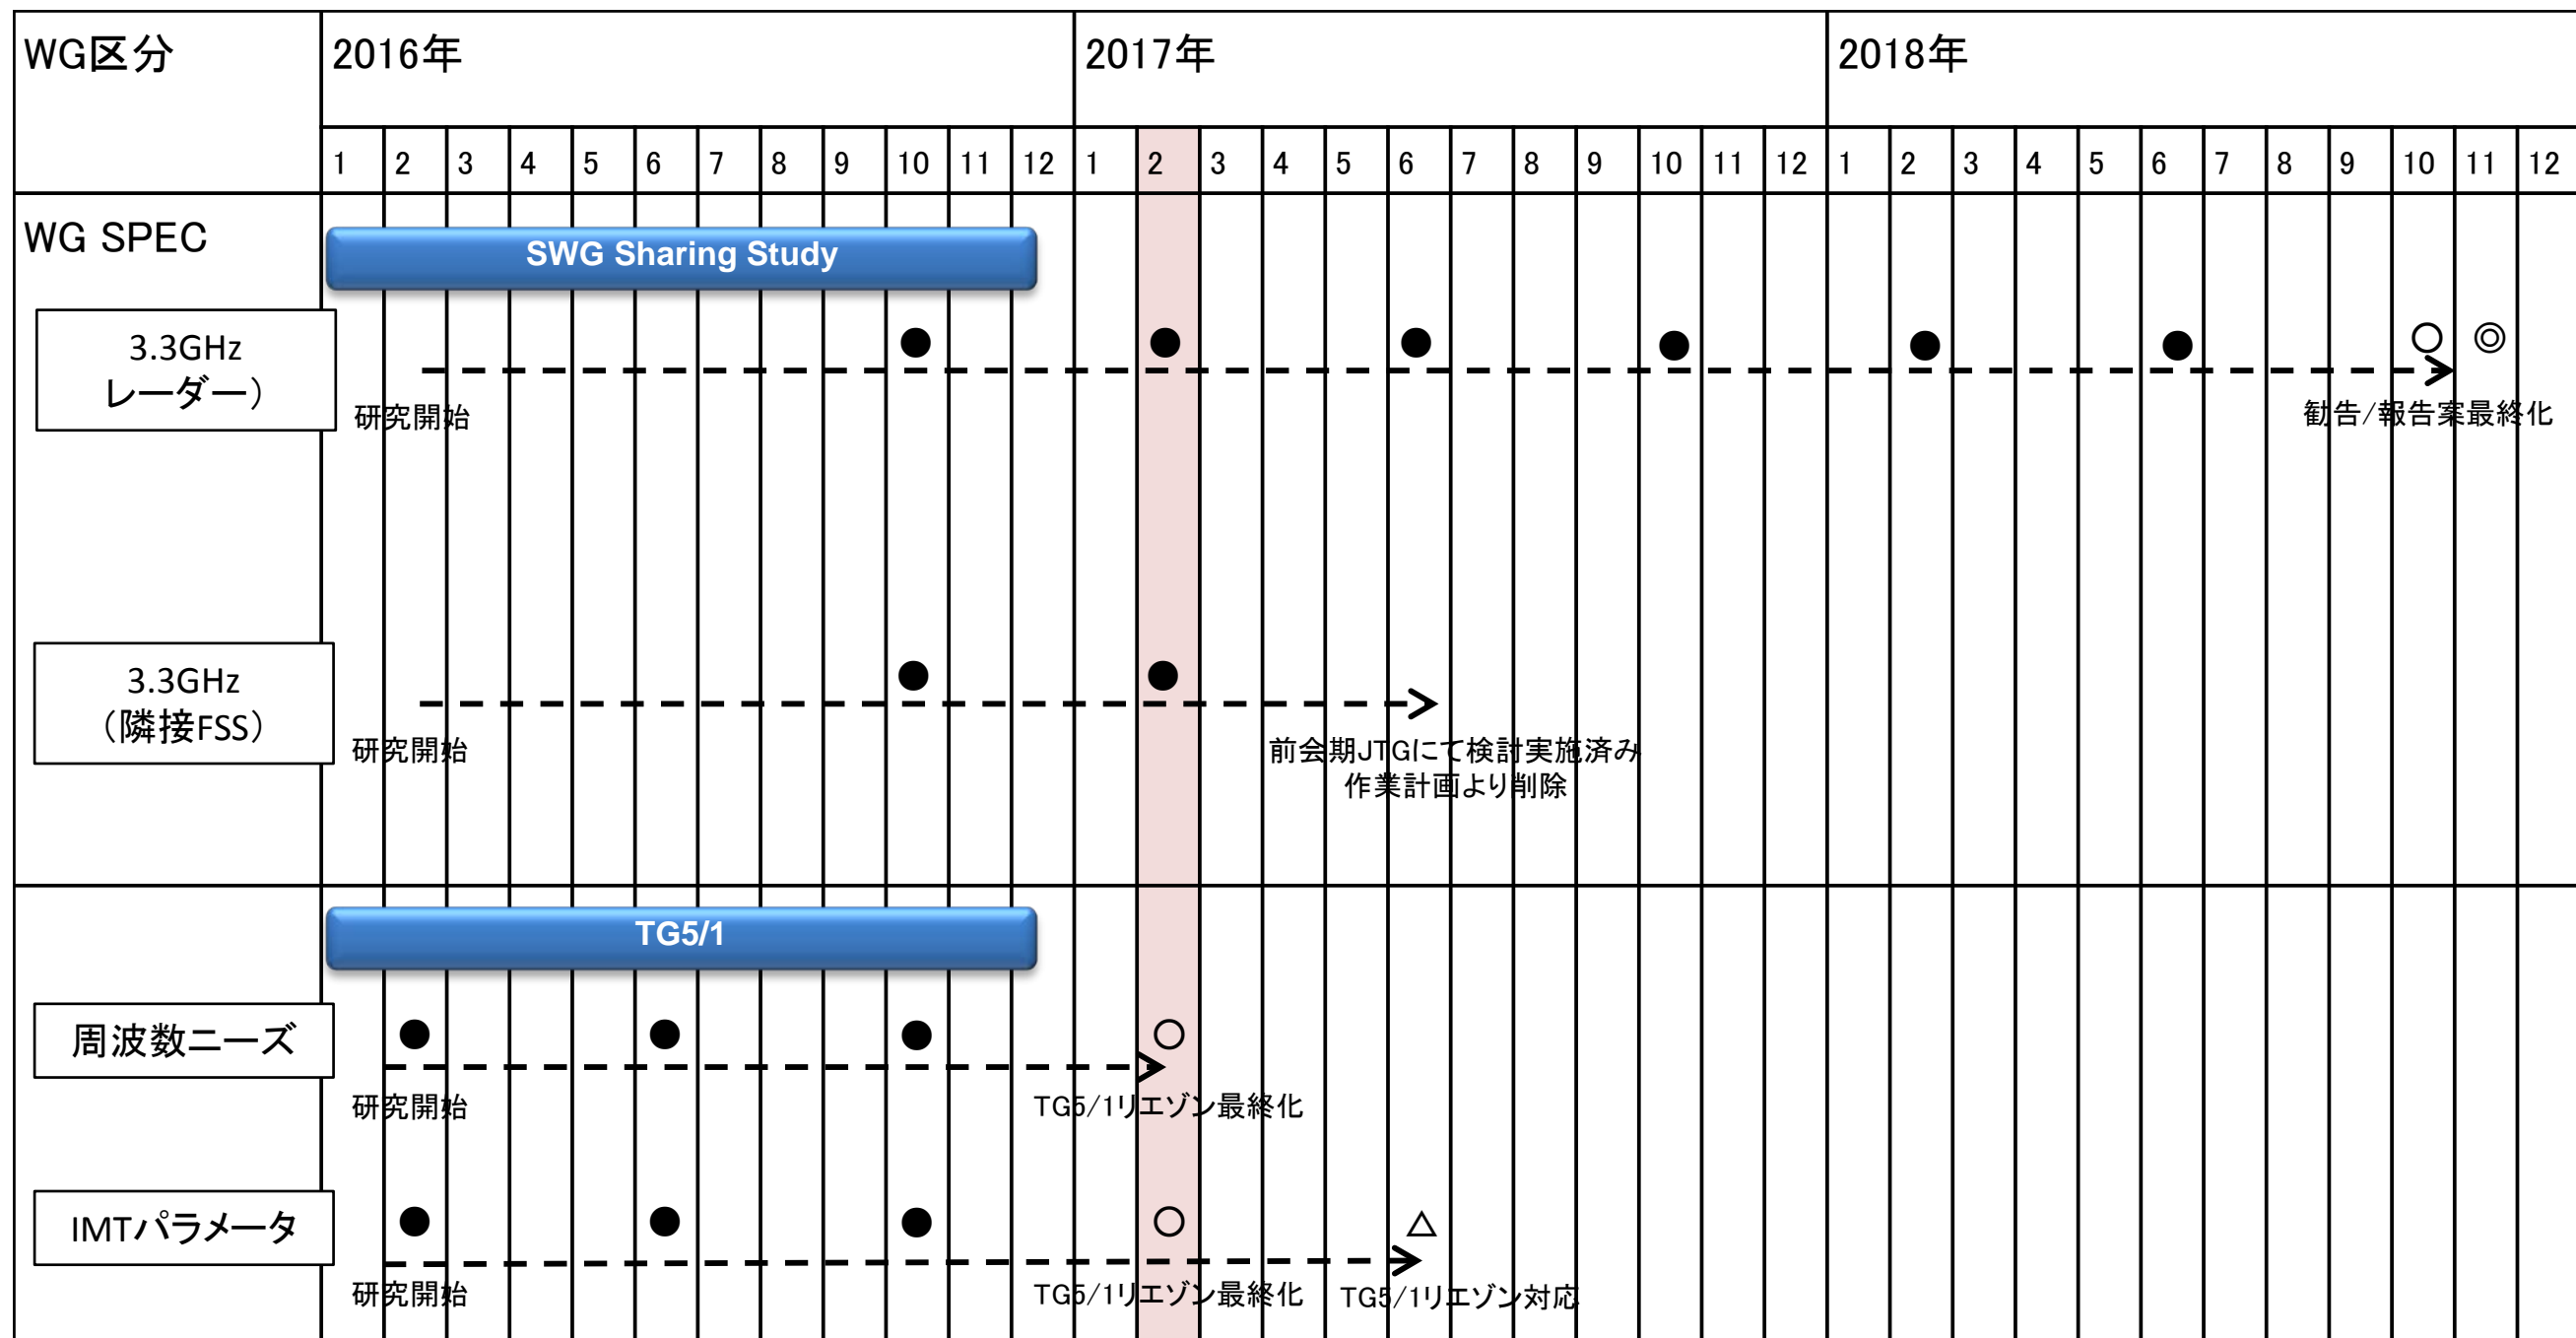 WG区分
2016年
2017年
2018年
1 2 3 4 5 6 7 8 9 10 11 12 1 2 3 4 5 6 7 8 9 10 11 12 1 2 3 4 5 6 7 8 9 10 11 12
WG SPEC
SWG Sharing Study
3.3GHz
レーダー）
● ● ● ● ● ● ○ ◎
研究開始
勧告/報告案最終化
3.3GHz
（隣接FSS）
● ●
研究開始
前会期JTGにて検討実施済み
作業計画より削除
TG5/1
周波数ニーズ
● ● ● ○
研究開始
TG5/1リエゾン最終化
IMTパラメータ
● ● ● ○ △
研究開始
TG5/1リエゾン最終化
TG5/1リエゾン対応